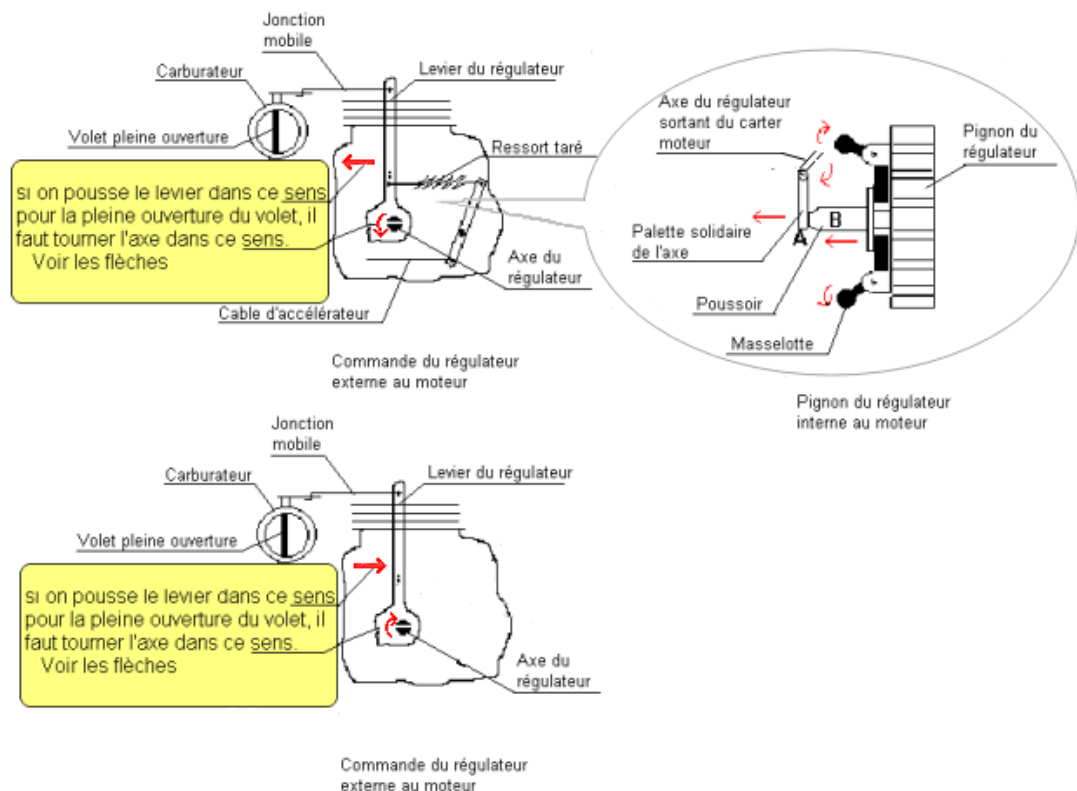 Jonction
mobile
Carburateur
Levier du régulateur
Volet pleine ouverture
Ressort taré
si on pousse le levier dans ce sens
pour la pleine ouverture du volet, il
faut tourner l'axe dans ce sens.
Voir les flèches
Axe du
régulateur
Cable d'accélérateur
Commande du régulateur
externe au moteur
Axe du régulateur
sortant du carter
moteur
Pignon du
régulateur
A
B
Palette solidaire
de l'axe
Poussoir
Masselotte
Pignon du régulateur
interne au moteur
Jonction
mobile
Carburateur
Levier du régulateur
Volet pleine ouverture
si on pousse le levier dans ce sens
pour la pleine ouverture du volet, il
faut tourner l'axe dans ce sens.
Voir les flèches
Axe du
régulateur
Commande du régulateur
externe au moteur